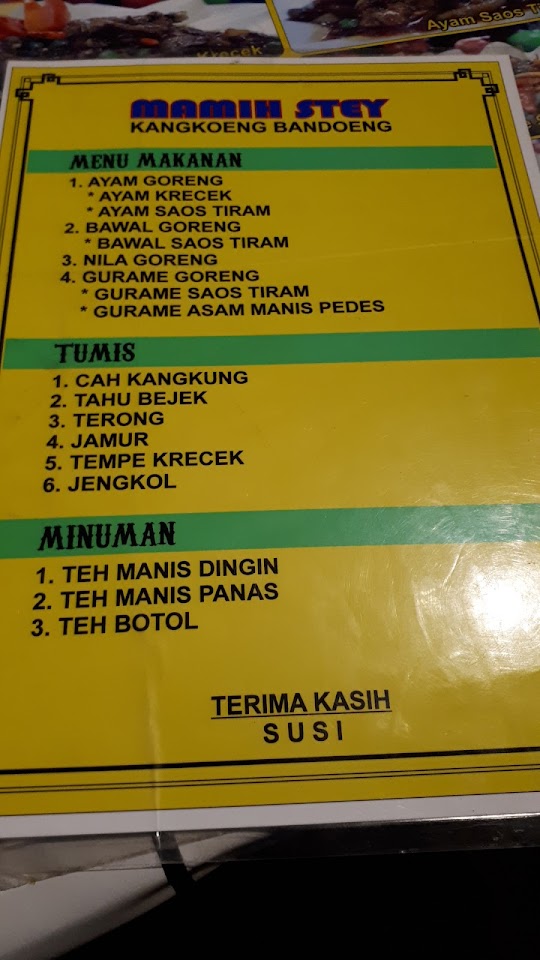 Krecek
Ayam Saos
MAMIH STEY
KANGKOENG BANDOENG
MENU MAKANAN
1. AYAM GORENG
* AYAM KRECEK
* AYAM SAOS TIRAM
2. BAWAL GORENG
* BAWAL SAOS TIRAM
3. NILA GORENG
4. GURAME GORENG
* GURAME SAOS TIRAM
* GURAME ASAM MANIS PEDES
TUMIS
1. CAH KANGKUNG
2. TAHU BEJEK
3. TERONG
4. JAMUR
5. TEMPE KRECEK
6. JENGKOL
MINUMAN
1. TEH MANIS DINGIN
2. TEH MANIS PANAS
3. TEH BOTOL
TERIMA KASIH
SUSI